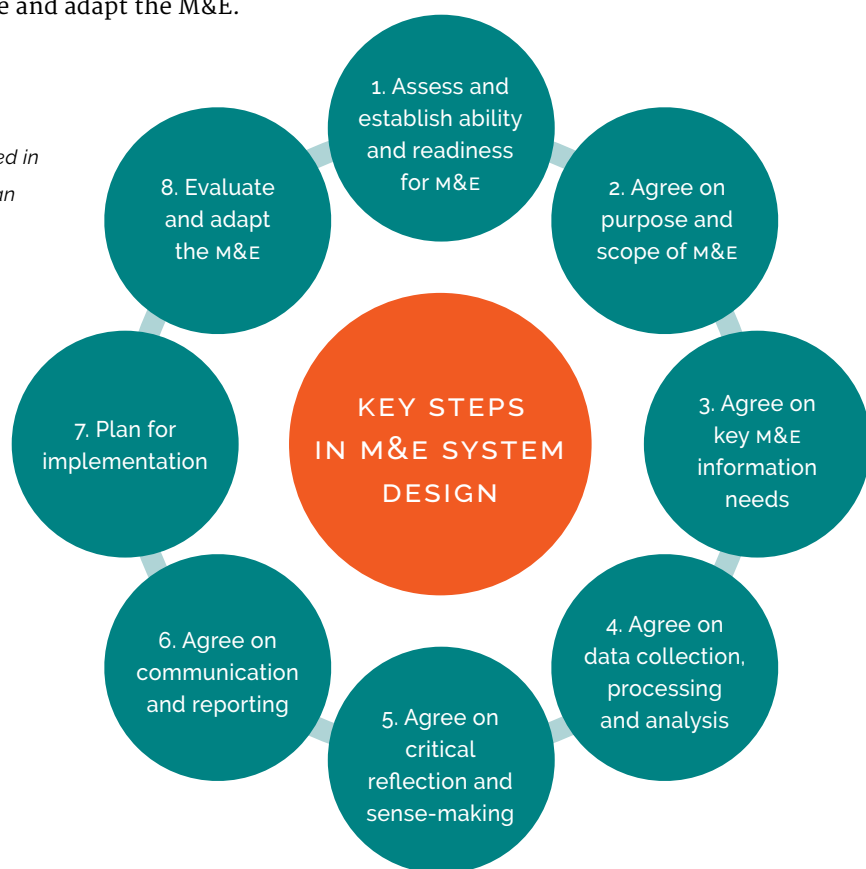 e and adapt the M&E.
ed in
an
1. Assess and
establish ability
and readiness
for M&E
2. Agree on
purpose and
scope of M&E
3. Agree on
key M&E
information
needs
4. Agree on
data collection,
processing
and analysis
5. Agree on
critical
reflection and
sense-making
6. Agree on
communication
and reporting
7. Plan for
implementation
8. Evaluate
and adapt
the M&E
KEY STEPS
IN M&E SYSTEM
DESIGN